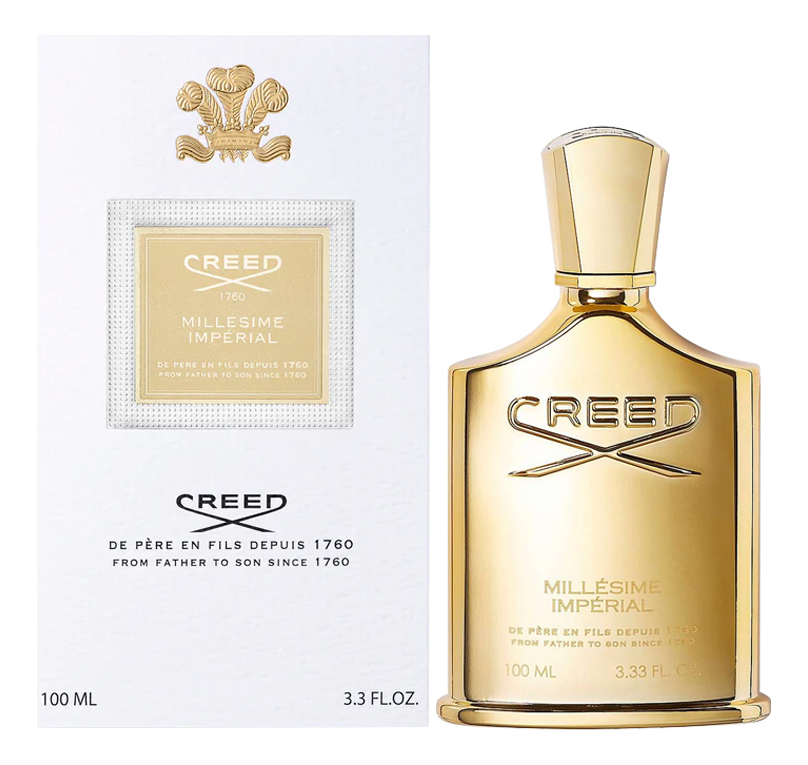 CREED
1760
MILLESIME
IMPÉRIAL
DE PERE EN FILS DEPUIS 1760
FROM FATHER TO SON SINCE 1760
CREED
DE PÈRE EN FILS DEPUIS 1760
FROM FATHER TO SON SINCE 1760
100 ML 3.3 FL.OZ.
CREED
MILLÉSIME
IMPÉRIAL
DE PÈRE EN FILS DEPUIS 1760
FROM FATHER TO SON SINCE 1760
100 ML 3.33 FL. OZ.